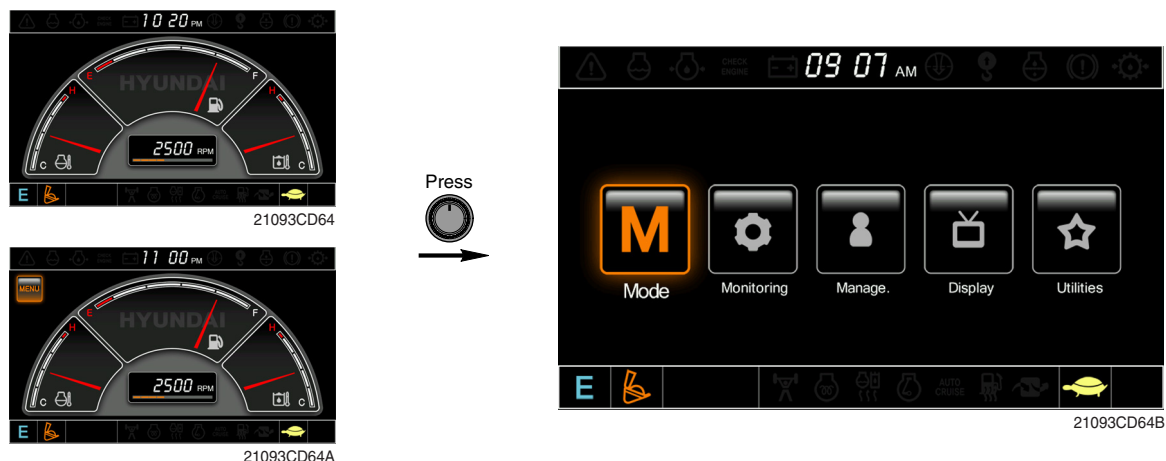 10 20 PM
E F
HYUNDAI
H H
2500 RPM
C C
E
21093CD64
11 00 PM
MENU
E F
HYUNDAI
H H
2500 RPM
C C
E
21093CD64A
Press
CHECK
ENGINE
09 07 AM
M
Mode Monitoring Manage. Display Utilities
E AUTO
CRUISE
21093CD64B